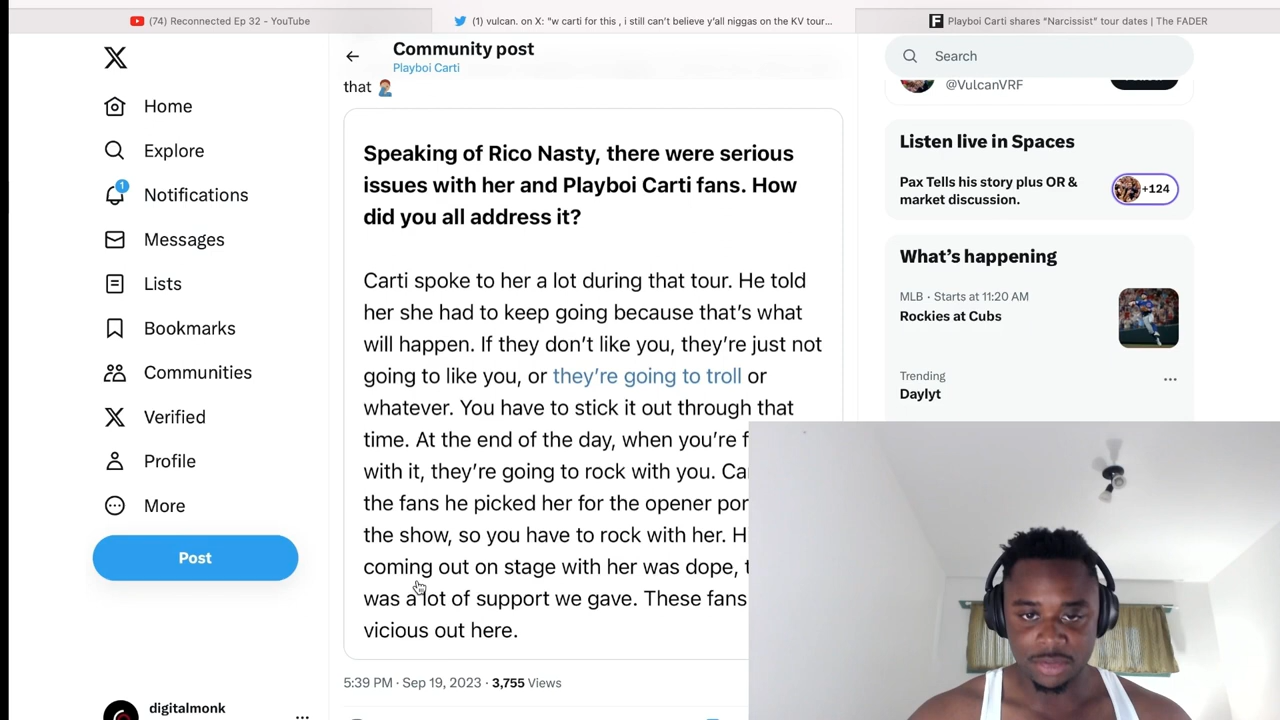 (74) Reconnected Ep 32 - YouTube
(1) vulcan. on X: "w carti for this , i still can't believe y'all niggas on the KV tour...
Playboi Carti shares "Narcissist" tour dates | The FADER
Home
Explore
1
Notifications
Messages
Lists
Bookmarks
Communities
Verified
Profile
More
Post
digitalmonk
Community post
Playboi Carti
that
Speaking of Rico Nasty, there were serious
issues with her and Playboi Carti fans. How
did you all address it?
Carti spoke to her a lot during that tour. He told
her she had to keep going because that's what
will happen. If they don't like you, they're just not
going to like you, or they're going to troll or
whatever. You have to stick it out through that
time. At the end of the day, when you're
with it, they're going to rock with you.
the fans he picked her for the opener
the show, so you have to rock with her.
coming out on stage with her was dope,
was a lot of support we gave. These fans
vicious out here.
5:39 PM · Sep 19, 2023 · 3,755 Views
Search
@VulcanVRF
Listen live in Spaces
Pax Tells his story plus OR &
market discussion.
+124
What's happening
MLB · Starts at 11:20 AM
Rockies at Cubs
Trending
Daylyt